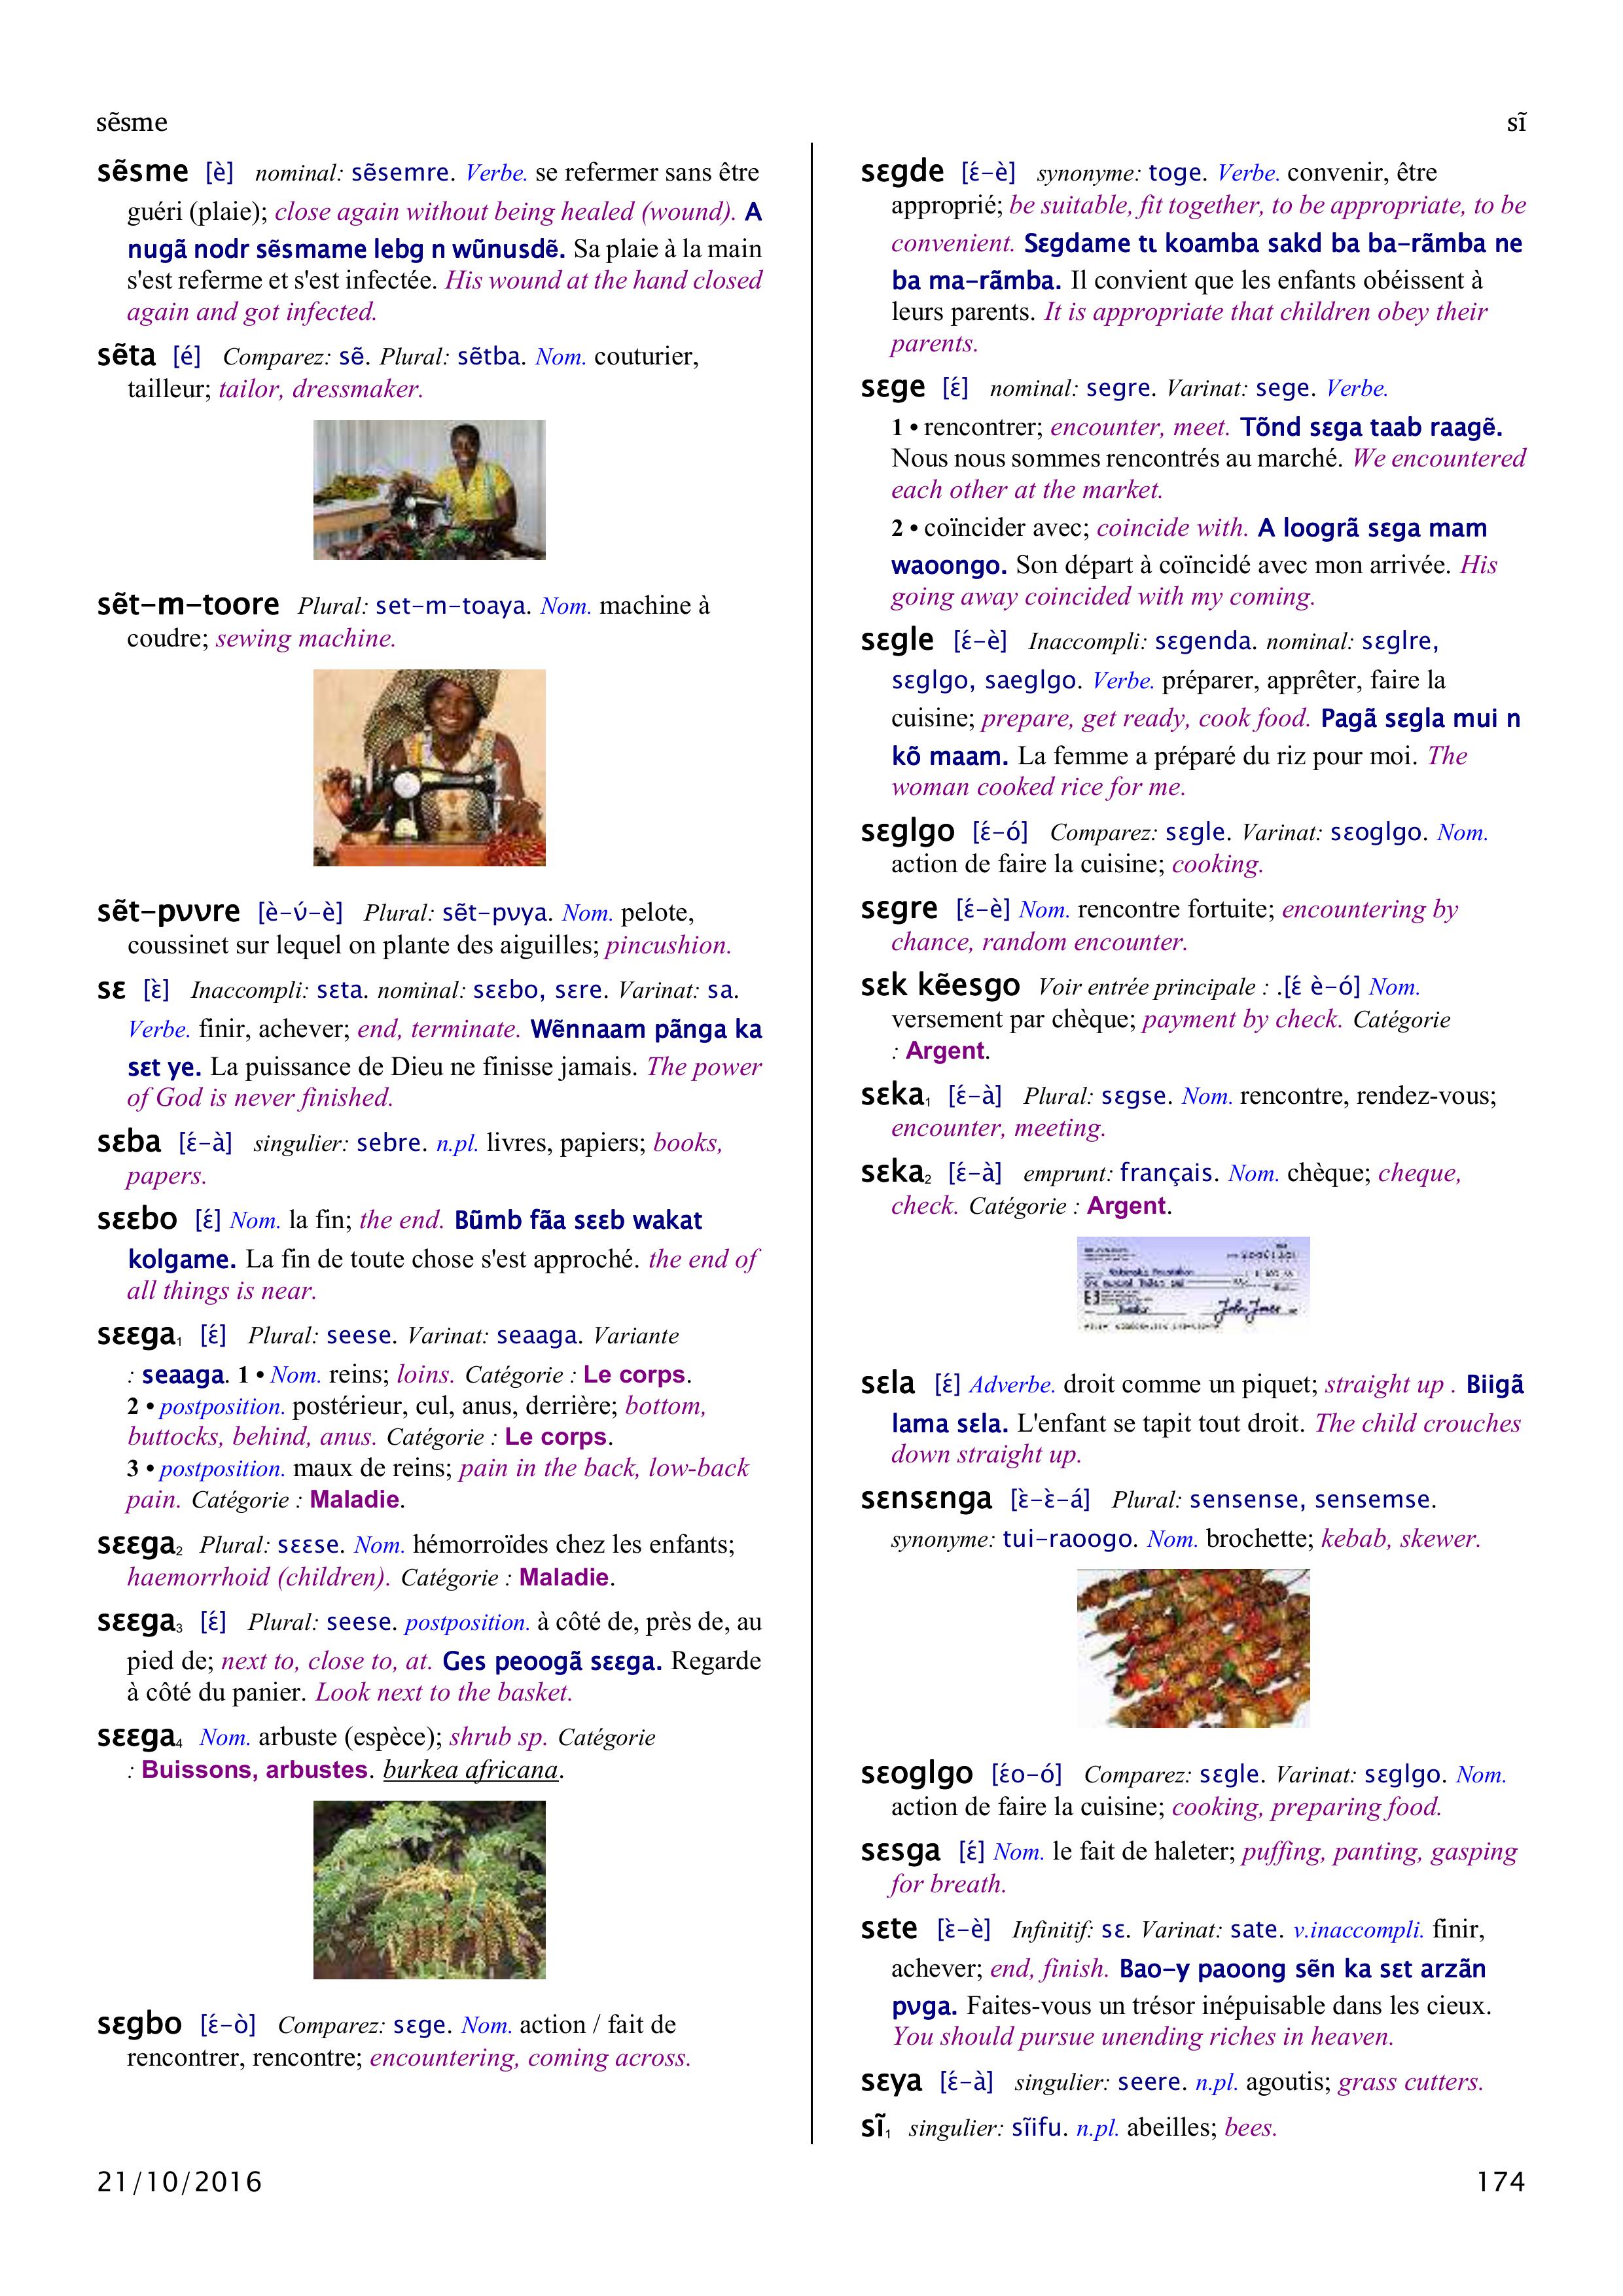 sẽsme
sĩ
sẽsme [è] nominal: sẽsemre. Verbe. se refermer sans être
guéri (plaie); close again without being healed (wound). A
nugã nodr sẽsmame lebg n wũnusdẽ. Sa plaie à la main
s'est referme et s'est infectée. His wound at the hand closed
again and got infected.
sẽta [é] Comparez: sẽ. Plural: sẽtba. Nom. couturier,
tailleur; tailor, dressmaker.
sẽt-m-toore Plural: set-m-toaya. Nom. machine à
coudre; sewing machine.
sẽt-pʋʋre [è-ʋ́-è] Plural: sẽt-pʋya. Nom. pelote,
coussinet sur lequel on plante des aiguilles; pincushion.
sɛ [ɛ̀] Inaccompli: sɛta. nominal: sɛɛbo, sɛre. Varinat: sa.
Verbe. finir, achever; end, terminate. Wẽnnaam pãnga ka
sɛt ye. La puissance de Dieu ne finisse jamais. The power
of God is never finished.
sɛba [ɛ́-à] singulier: sebre. n.pl. livres, papiers; books,
papers.
sɛɛbo [ɛ́] Nom. la fin; the end. Bũmb fãa sɛɛb wakat
kolgame. La fin de toute chose s'est approché. the end of
all things is near.
sɛɛga₁ [ɛ́] Plural: seese. Varinat: seaaga. Variante
: seaaga. 1 • Nom. reins; loins. Catégorie : Le corps.
2 • postposition. postérieur, cul, anus, derrière; bottom,
buttocks, behind, anus. Catégorie : Le corps.
3 • postposition. maux de reins; pain in the back, low-back
pain. Catégorie : Maladie.
sɛɛga₂ Plural: sɛɛse. Nom. hémorroïdes chez les enfants;
haemorrhoid (children). Catégorie : Maladie.
sɛɛga₃ [ɛ́] Plural: seese. postposition. à côté de, près de, au
pied de; next to, close to, at. Ges peoogã sɛɛga. Regarde
à côté du panier. Look next to the basket.
sɛɛga₄ Nom. arbuste (espèce); shrub sp. Catégorie
: Buissons, arbustes. burkea africana.
sɛgbo [ɛ́-ò] Comparez: sɛge. Nom. action / fait de
rencontrer, rencontre; encountering, coming across.
sɛgde [ɛ́-è] synonyme: toge. Verbe. convenir, être
approprié; be suitable, fit together, to be appropriate, to be
convenient. Sɛgdame tɩ koamba sakd ba ba-rãmba ne
ba ma-rãmba. Il convient que les enfants obéissent à
leurs parents. It is appropriate that children obey their
parents.
sɛge [ɛ́] nominal: segre. Varinat: sege. Verbe.
1 • rencontrer; encounter, meet. Tõnd sɛga taab raagẽ.
Nous nous sommes rencontrés au marché. We encountered
each other at the market.
2 • coïncider avec; coincide with. A loogrã sɛga mam
waoongo. Son départ à coïncidé avec mon arrivée. His
going away coincided with my coming.
sɛgle [ɛ́-è] Inaccompli: sɛgenda. nominal: sɛglre,
sɛglgo, saeglgo. Verbe. préparer, apprêter, faire la
cuisine; prepare, get ready, cook food. Pagã sɛgla mui n
kõ maam. La femme a préparé du riz pour moi. The
woman cooked rice for me.
sɛglgo [ɛ́-ó] Comparez: sɛgle. Varinat: sɛoglgo. Nom.
action de faire la cuisine; cooking.
sɛgre [ɛ́-è] Nom. rencontre fortuite; encountering by
chance, random encounter.
sɛk kẽesgo Voir entrée principale : .[ɛ́ è-ó] Nom.
versement par chèque; payment by check. Catégorie
: Argent.
sɛka₁ [ɛ́-à] Plural: sɛgse. Nom. rencontre, rendez-vous;
encounter, meeting.
sɛka₂ [ɛ́-à] emprunt: français. Nom. chèque; cheque,
check. Catégorie : Argent.
sɛla [ɛ́] Adverbe. droit comme un piquet; straight up . Biigã
lama sɛla. L'enfant se tapit tout droit. The child crouches
down straight up.
sɛnsɛnga [ɛ̀-ɛ̀-á] Plural: sensense, sensemse.
synonyme: tui-raoogo. Nom. brochette; kebab, skewer.
sɛoglgo [ɛ́o-ó] Comparez: sɛgle. Varinat: sɛglgo. Nom.
action de faire la cuisine; cooking, preparing food.
sɛsga [ɛ́] Nom. le fait de haleter; puffing, panting, gasping
for breath.
sɛte [ɛ̀-è] Infinitif: sɛ. Varinat: sate. v.inaccompli. finir,
achever; end, finish. Bao-y paoong sẽn ka sɛt arzãn
pʋga. Faites-vous un trésor inépuisable dans les cieux.
You should pursue unending riches in heaven.
sɛya [ɛ́-à] singulier: seere. n.pl. agoutis; grass cutters.
sĩ₁ singulier: sĩifu. n.pl. abeilles; bees.
21/10/2016
174